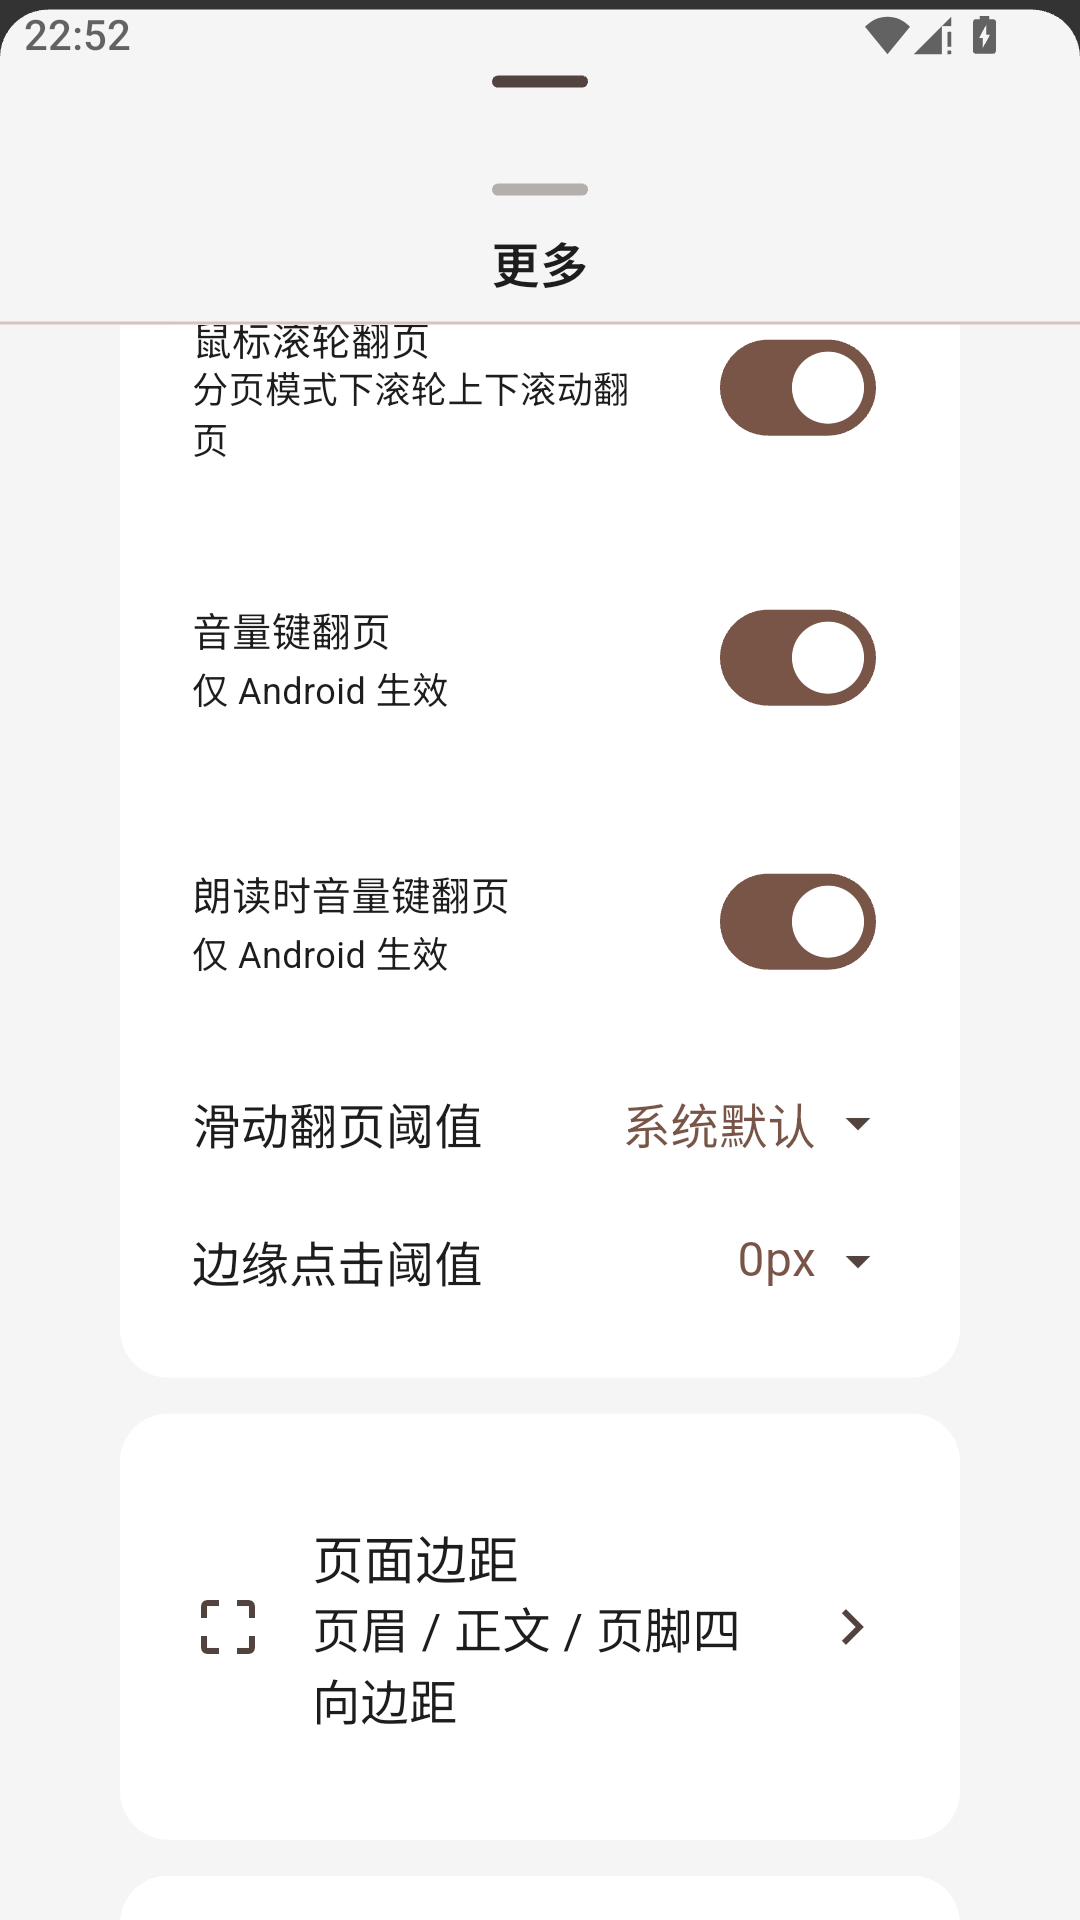 22:52
更多
鼠标滚轮翻页
分页模式下滚轮上下滚动翻
页
音量键翻页
仅 Android 生效
朗读时音量键翻页
仅 Android 生效
滑动翻页阈值
系统默认
边缘点击阈值
0px
页面边距
页眉 / 正文 / 页脚四
向边距